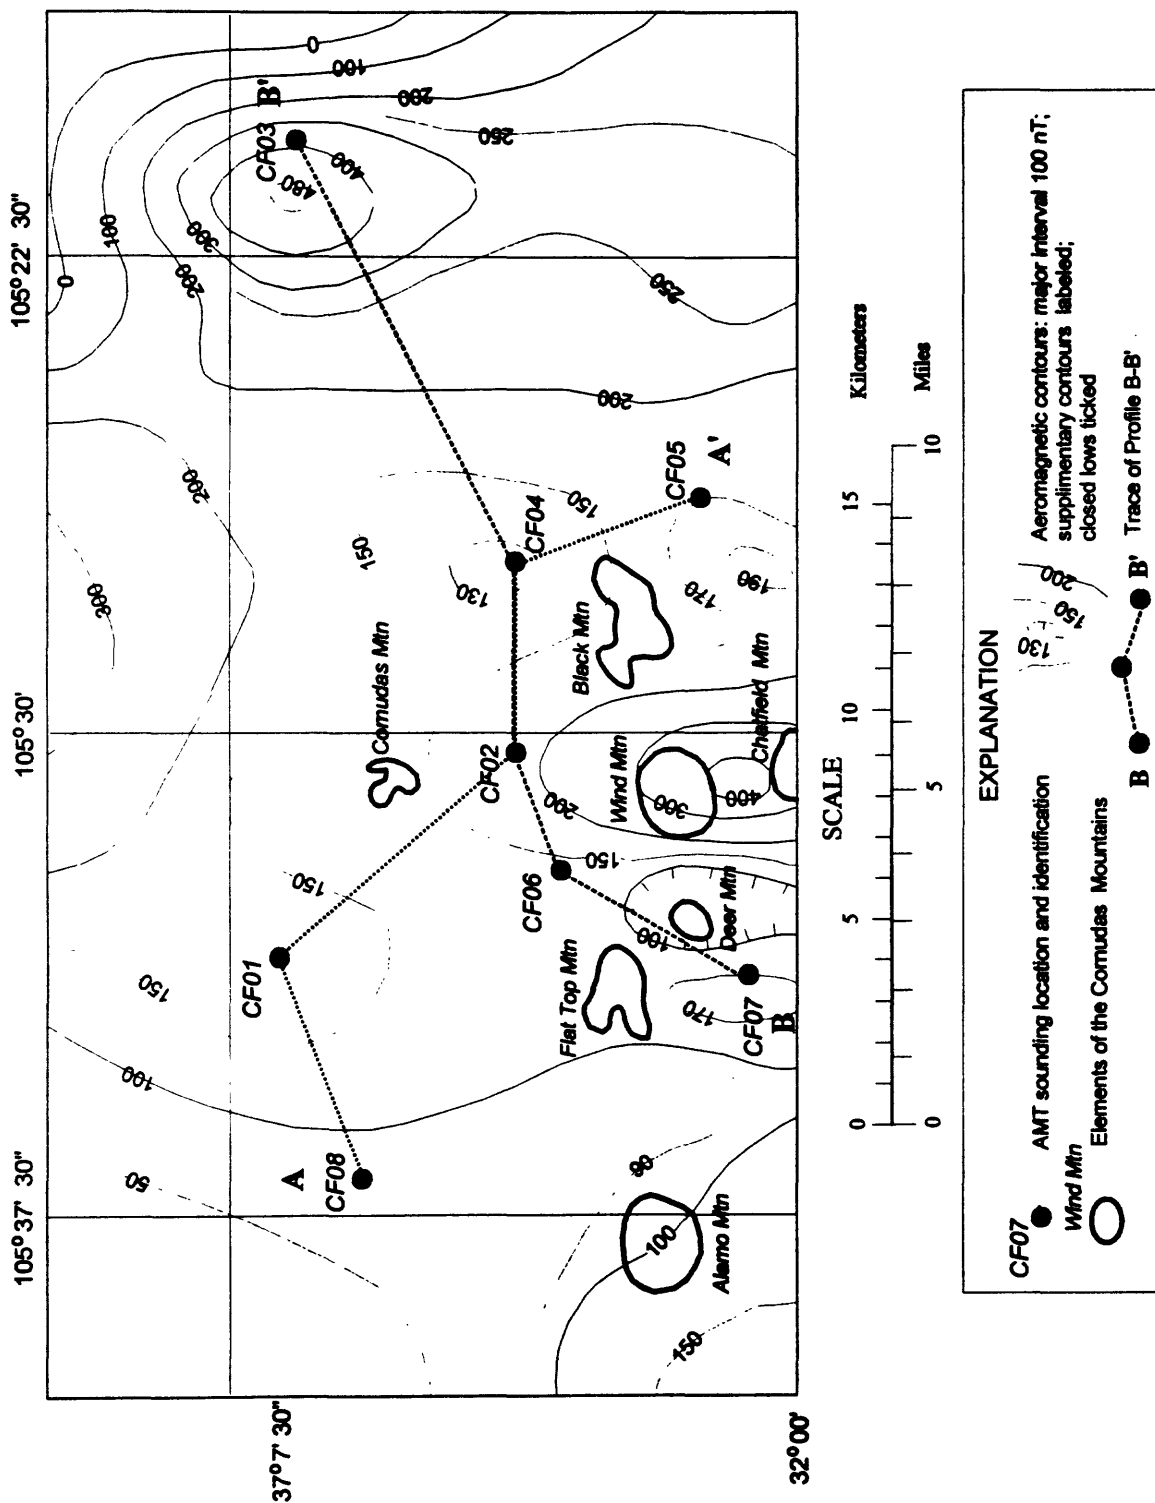 105° 37' 30"
105° 30'
105° 22' 30"
37° 7' 30"
32° 00'
0
0
100
100
200
200
300
400
480
250
250
200
200
300
150
150
130
150
170
190
150
150
100
50
200
150
300
400
100
170
90
100
150
CF03
B'
CF04
CF05
A'
CF02
CF06
CF01
CF08
A
CF07
B
Cornudas Mtn
Black Mtn
Wind Mtn
Chatfield Mtn
Deer Mtn
Flat Top Mtn
Alamo Mtn
0
5
10
15
Kilometers
SCALE
0
5
10
Miles
EXPLANATION
CF07
AMT sounding location and identification
Wind Mtn
Elements of the Cornudas Mountains
130
150
200
Aeromagnetic contours: major interval 100 nT;
supplimentary contours labeled;
closed lows ticked
B
B'
Trace of Profile B-B'